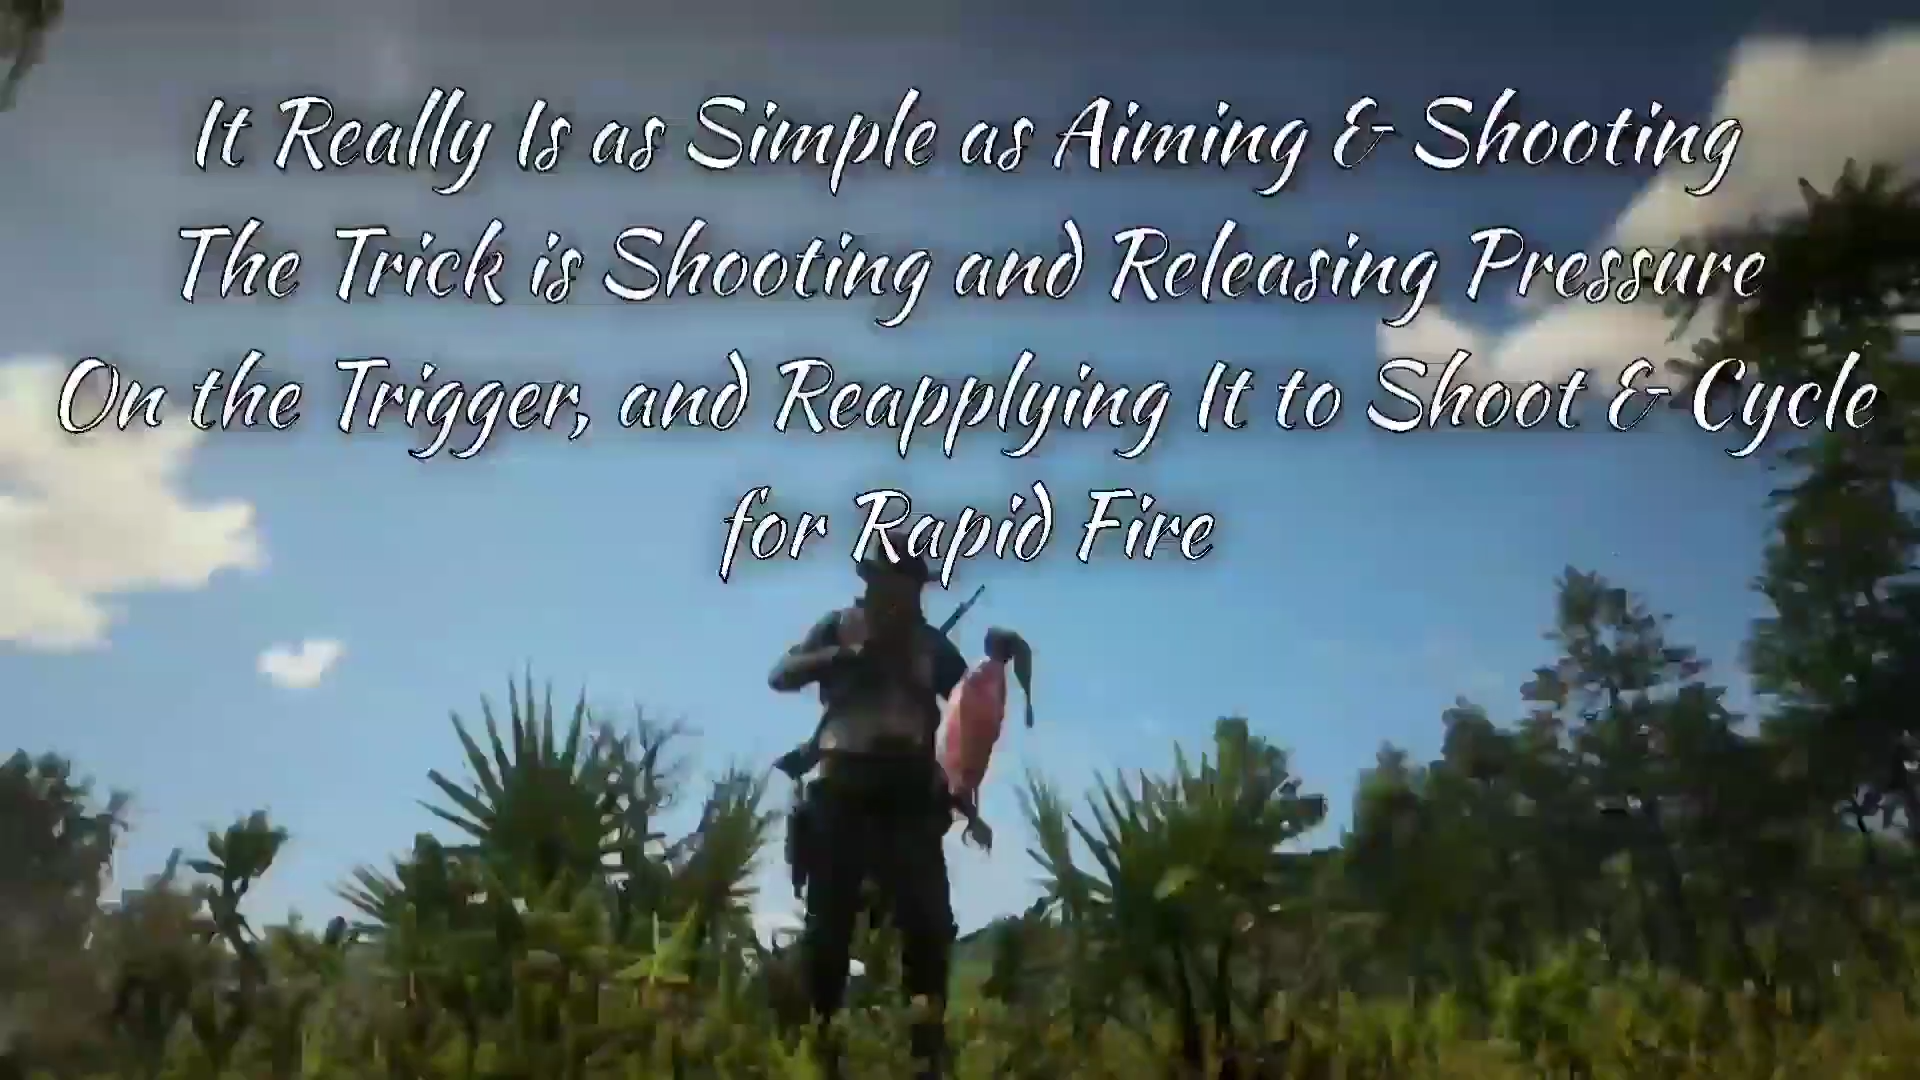 It Really Is as Simple as Aiming & Shooting
The Trick is Shooting and Releasing Pressure
On the Trigger, and Reapplying It to Shoot & Cycle
for Rapid Fire